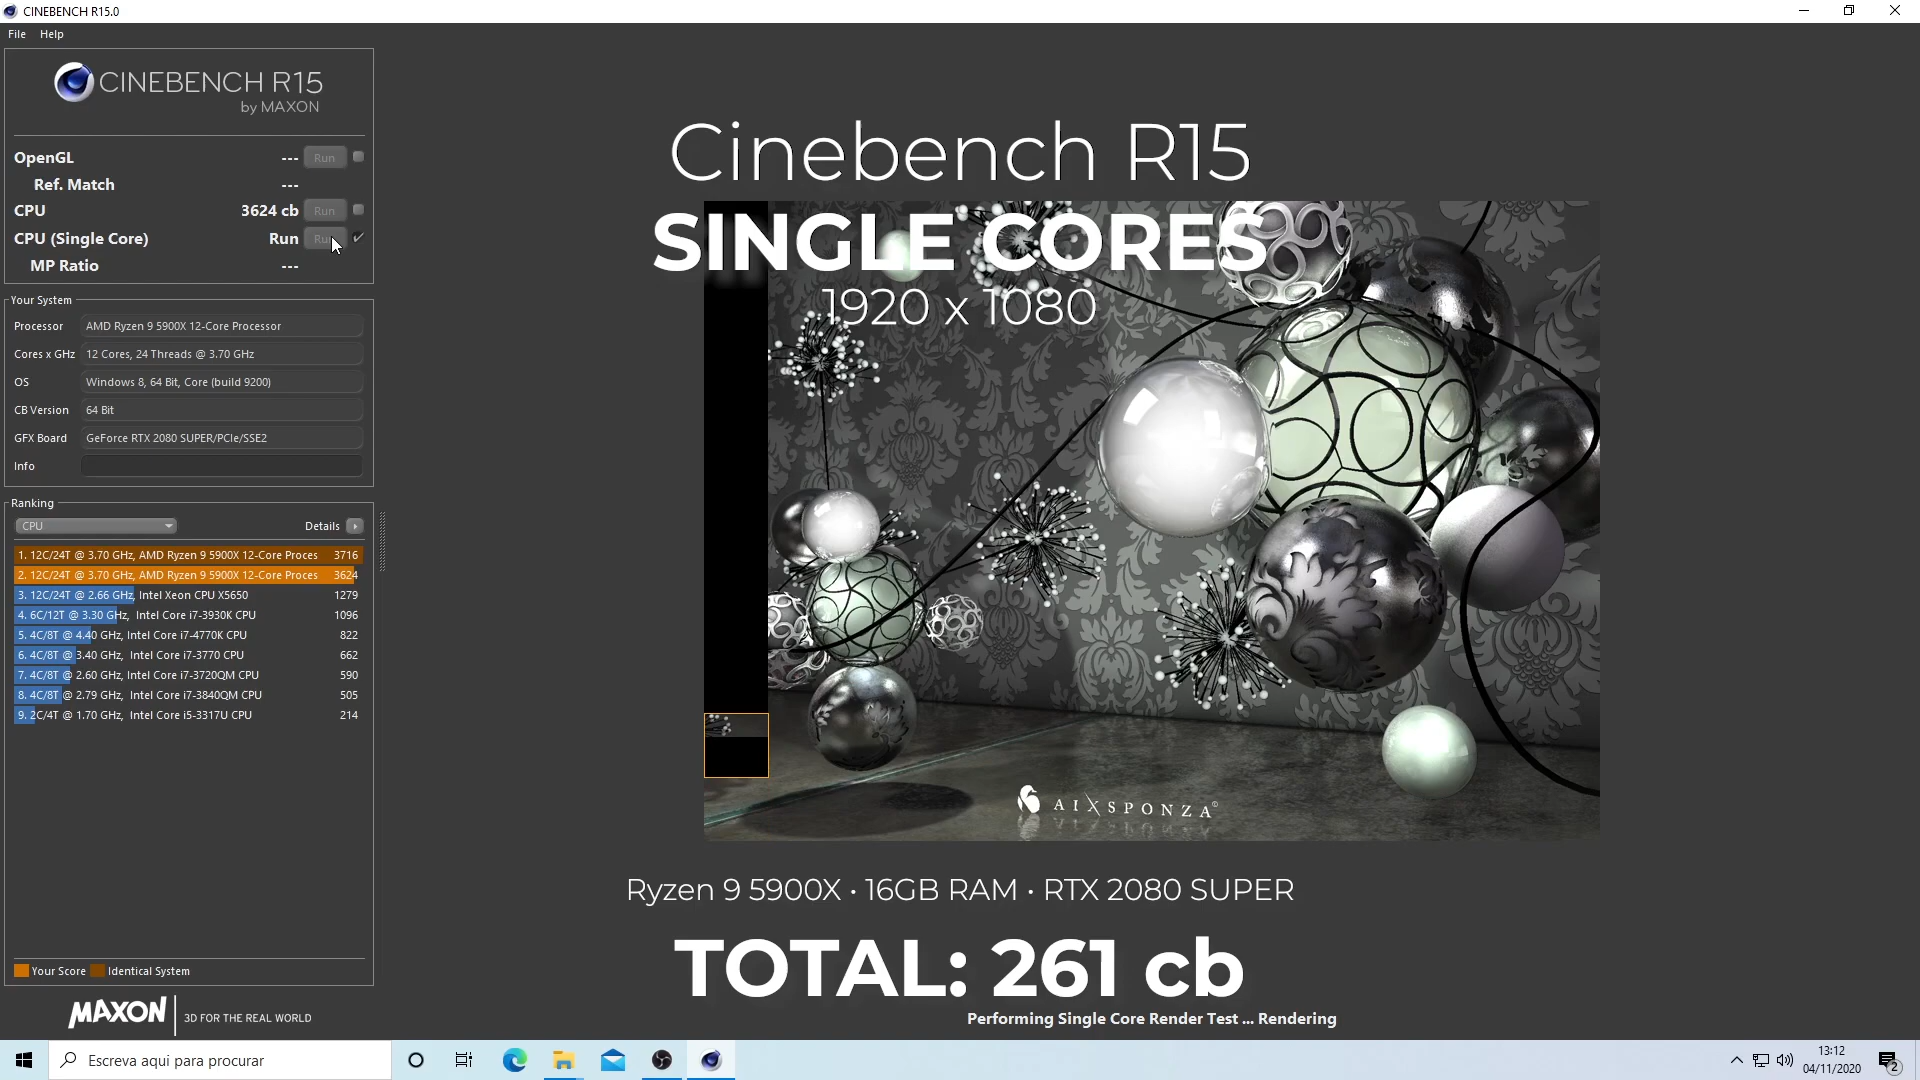 CINEBENCH R15.0
File Help
CINEBENCH R15
by MAXON
OpenGL --- Run
Ref. Match ---
CPU 3624 cb Run
CPU (Single Core) Run Run
MP Ratio ---
Your System
Processor AMD Ryzen 9 5900X 12-Core Processor
Cores x GHz 12 Cores, 24 Threads @ 3.70 GHz
OS Windows 8, 64 Bit, Core (build 9200)
CB Version 64 Bit
GFX Board GeForce RTX 2080 SUPER/PCIe/SSE2
Info
Ranking
CPU Details
1. 12C/24T @ 3.70 GHz, AMD Ryzen 9 5900X 12-Core Proces 3716
2. 12C/24T @ 3.70 GHz, AMD Ryzen 9 5900X 12-Core Proces 3624
3. 12C/24T @ 2.66 GHz, Intel Xeon CPU X5650 1279
4. 6C/12T @ 3.30 GHz, Intel Core i7-3930K CPU 1096
5. 4C/8T @ 4.40 GHz, Intel Core i7-4770K CPU 822
6. 4C/8T @ 3.40 GHz, Intel Core i7-3770 CPU 662
7. 4C/8T @ 2.60 GHz, Intel Core i7-3720QM CPU 590
8. 4C/8T @ 2.79 GHz, Intel Core i7-3840QM CPU 505
9. 2C/4T @ 1.70 GHz, Intel Core i5-3317U CPU 214
Your Score Identical System
MAXON 3D FOR THE REAL WORLD
Cinebench R15
SINGLE CORES
1920 x 1080
AIXSPONZA®
Ryzen 9 5900X • 16GB RAM • RTX 2080 SUPER
TOTAL: 261 cb
Performing Single Core Render Test ... Rendering
Escreva aqui para procurar
13:12
04/11/2020
2